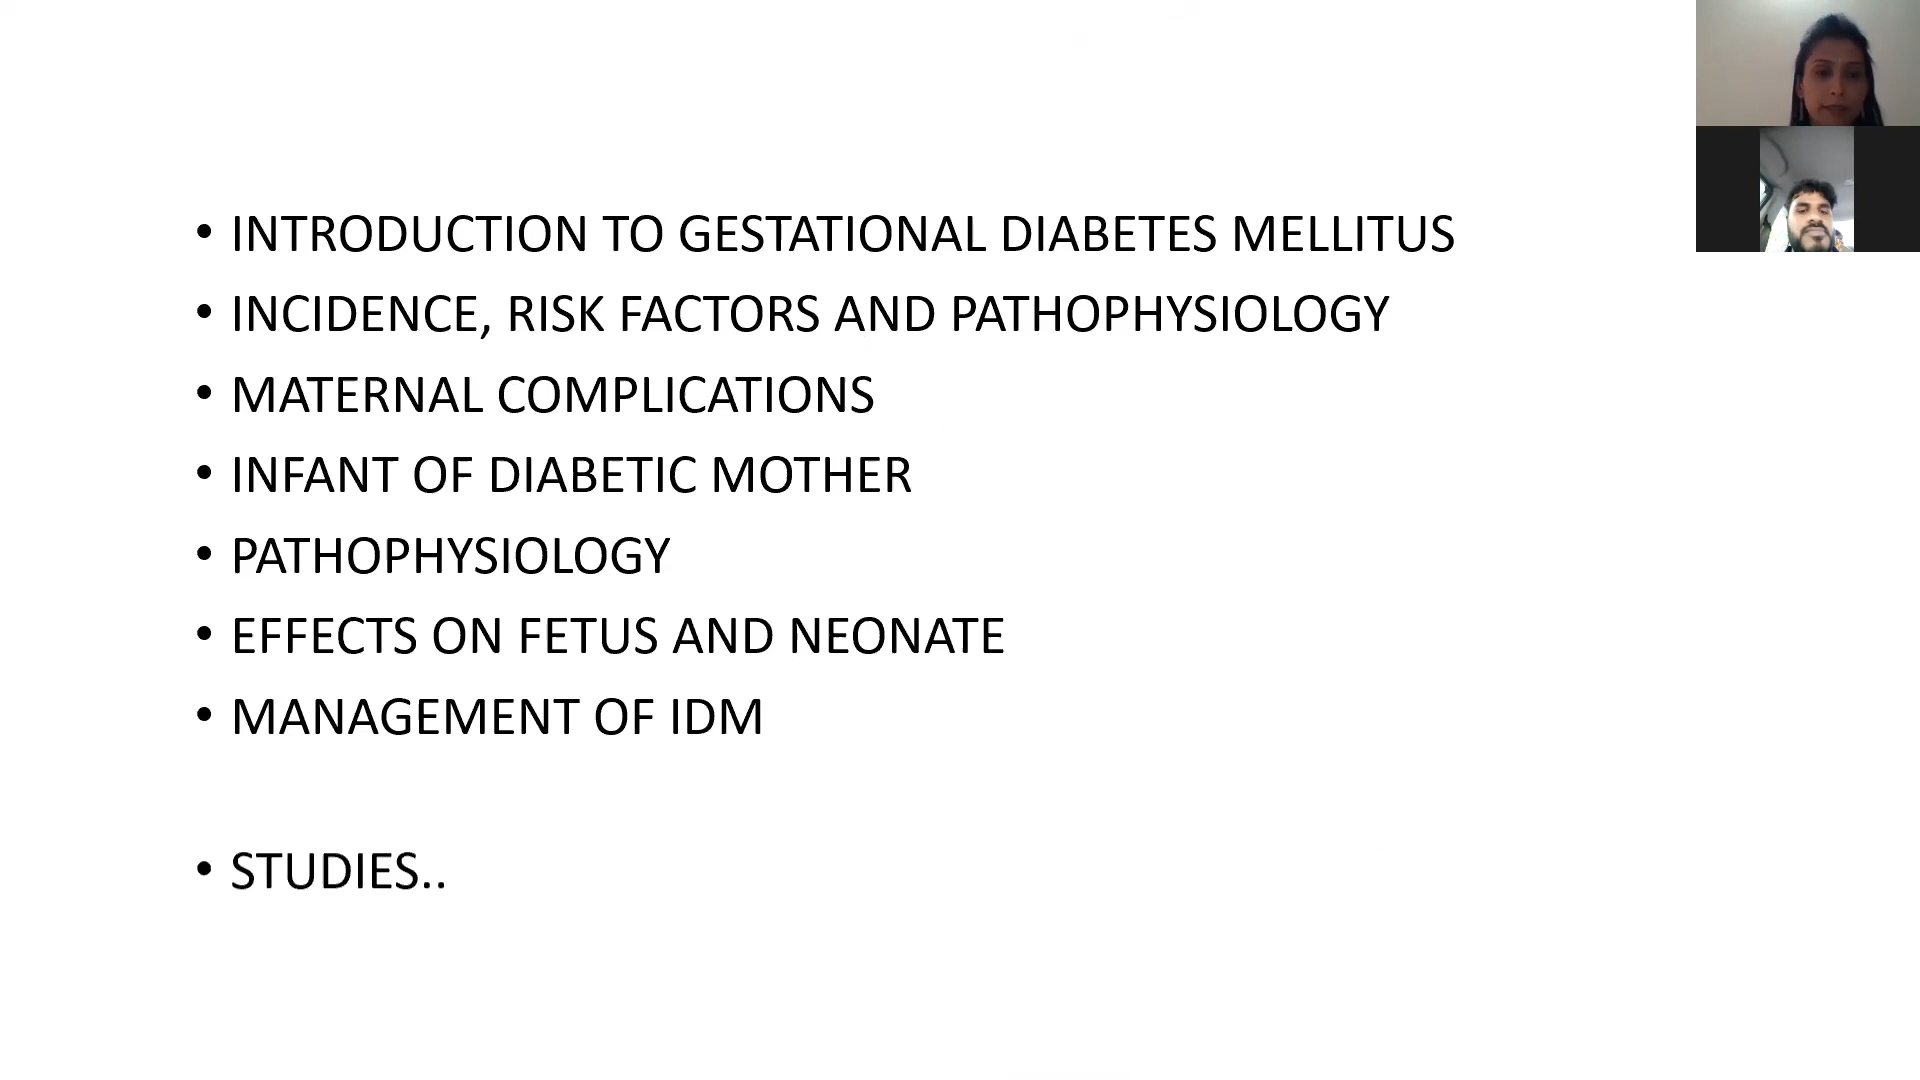 • INTRODUCTION TO GESTATIONAL DIABETES MELLITUS
• INCIDENCE, RISK FACTORS AND PATHOPHYSIOLOGY
• MATERNAL COMPLICATIONS
• INFANT OF DIABETIC MOTHER
• PATHOPHYSIOLOGY
• EFFECTS ON FETUS AND NEONATE
• MANAGEMENT OF IDM
• STUDIES..